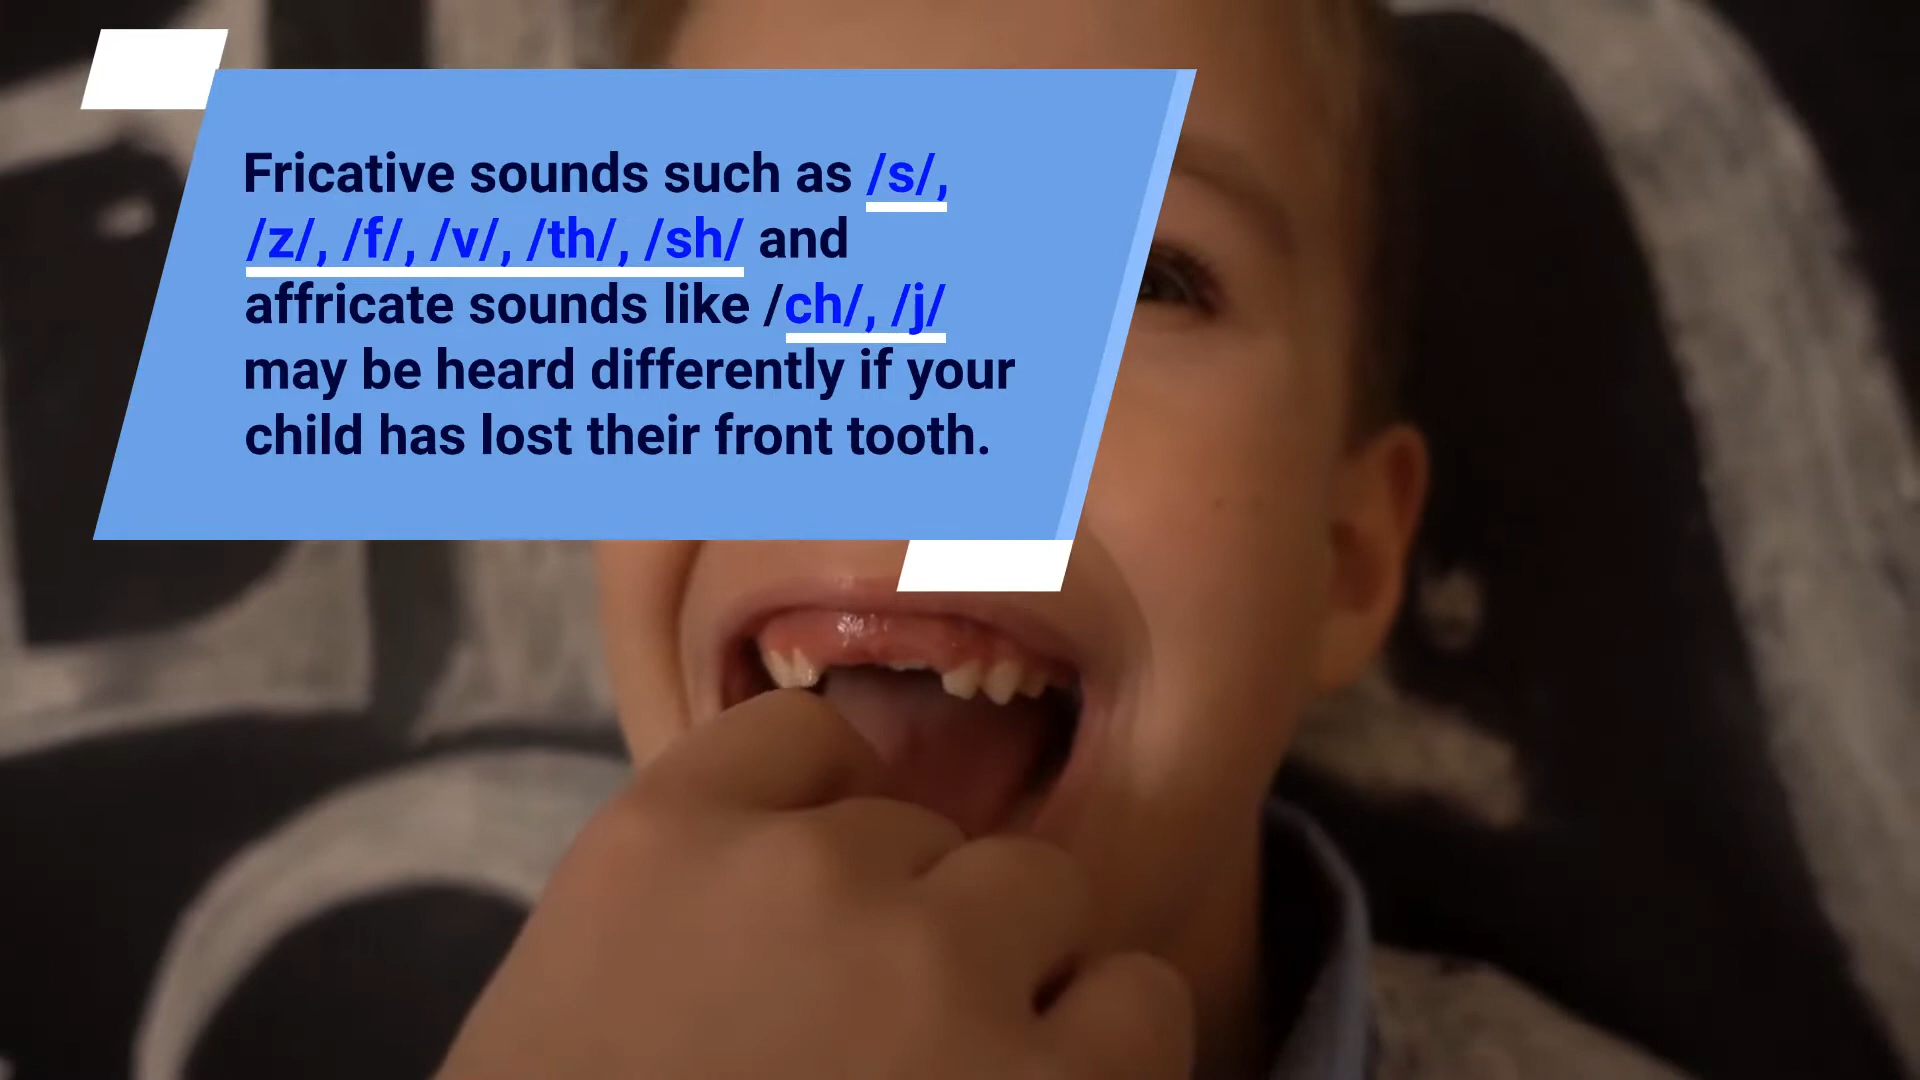 Fricative sounds such as /s/,
/z/, /f/, /v/, /th/, /sh/ and
affricate sounds like /ch/, /j/
may be heard differently if your
child has lost their front tooth.